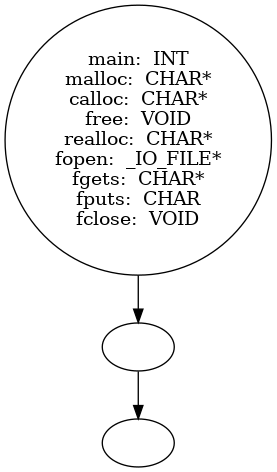 main:  INT
malloc:  CHAR*
calloc:  CHAR*
free:  VOID
realloc:  CHAR*
fopen:  _IO_FILE*
fgets:  CHAR*
fputs:  CHAR
fclose:  VOID